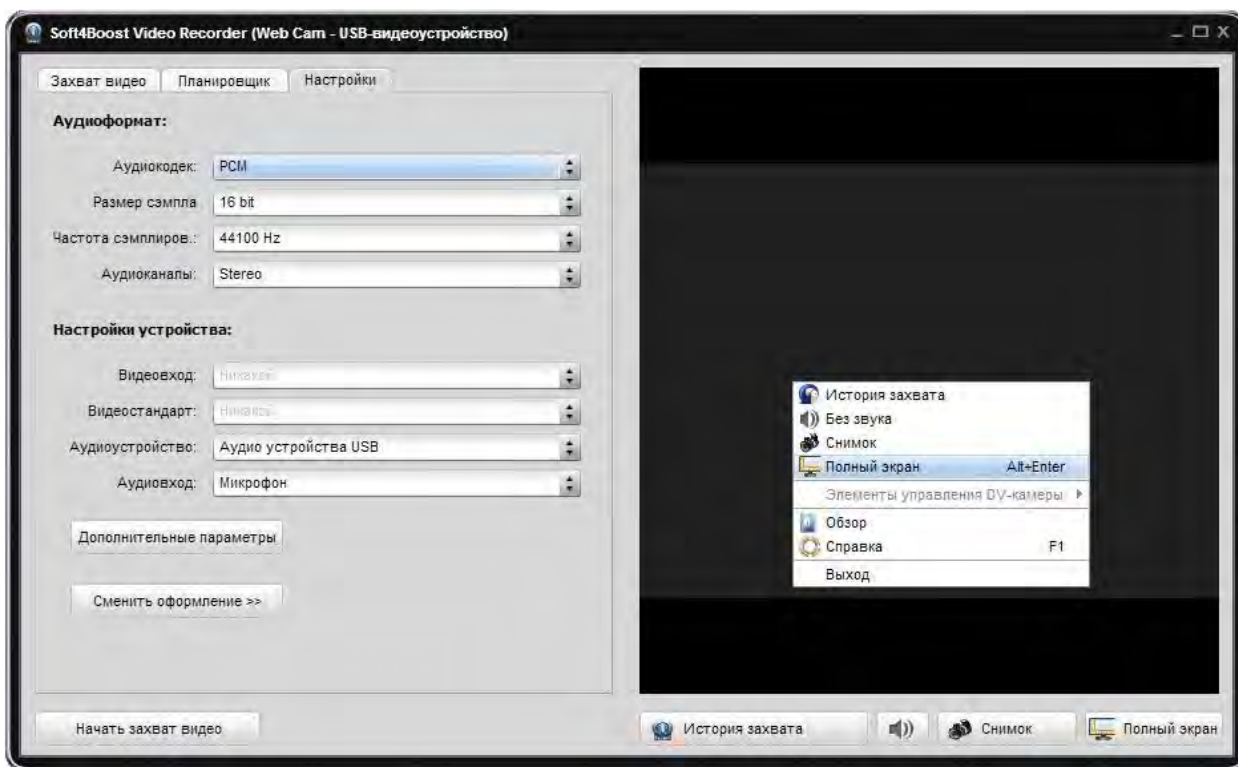 Soft4Boost Video Recorder (Web Cam - USB-видеоустройство)
Захват видео Планировщик Настройки
Аудиоформат:
Аудиокодек: PCM
Размер сэмпла 16 bit
Частота сэмплиров.: 44100 Hz
Аудиоканалы: Stereo
Настройки устройства:
Видеовход:
Видеостандарт:
Аудиоустройство: Аудио устройства USB
Аудиовход: Микрофон
Дополнительные параметры
Сменить оформление >>
История захвата
Без звука
Снимок
Полный экран Alt+Enter
Элементы управления DV-камеры
Обзор
Справка F1
Выход
Начать захват видео
История захвата Снимок Полный экран